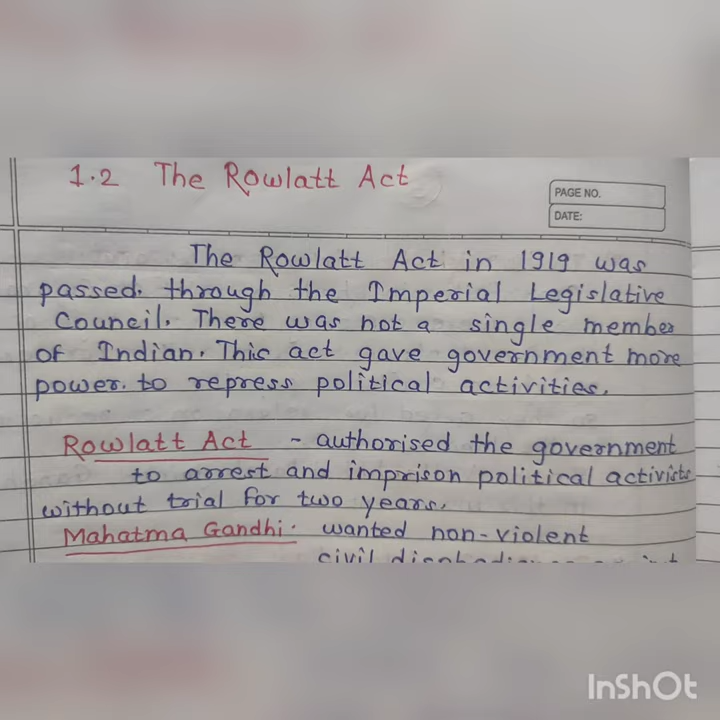 1.2 The Rowlatt Act
PAGE NO.
DATE:
The Rowlatt Act in 1919 was
passed. through the Imperial Legislative
Council. There was not a single member
of Indian. This act gave government more
power. to repress political activities.
Rowlatt Act - authorised the government
to arrest and imprison political activists
without trial for two years.
Mahatma Gandhi. wanted non-violent
civil
InShOt